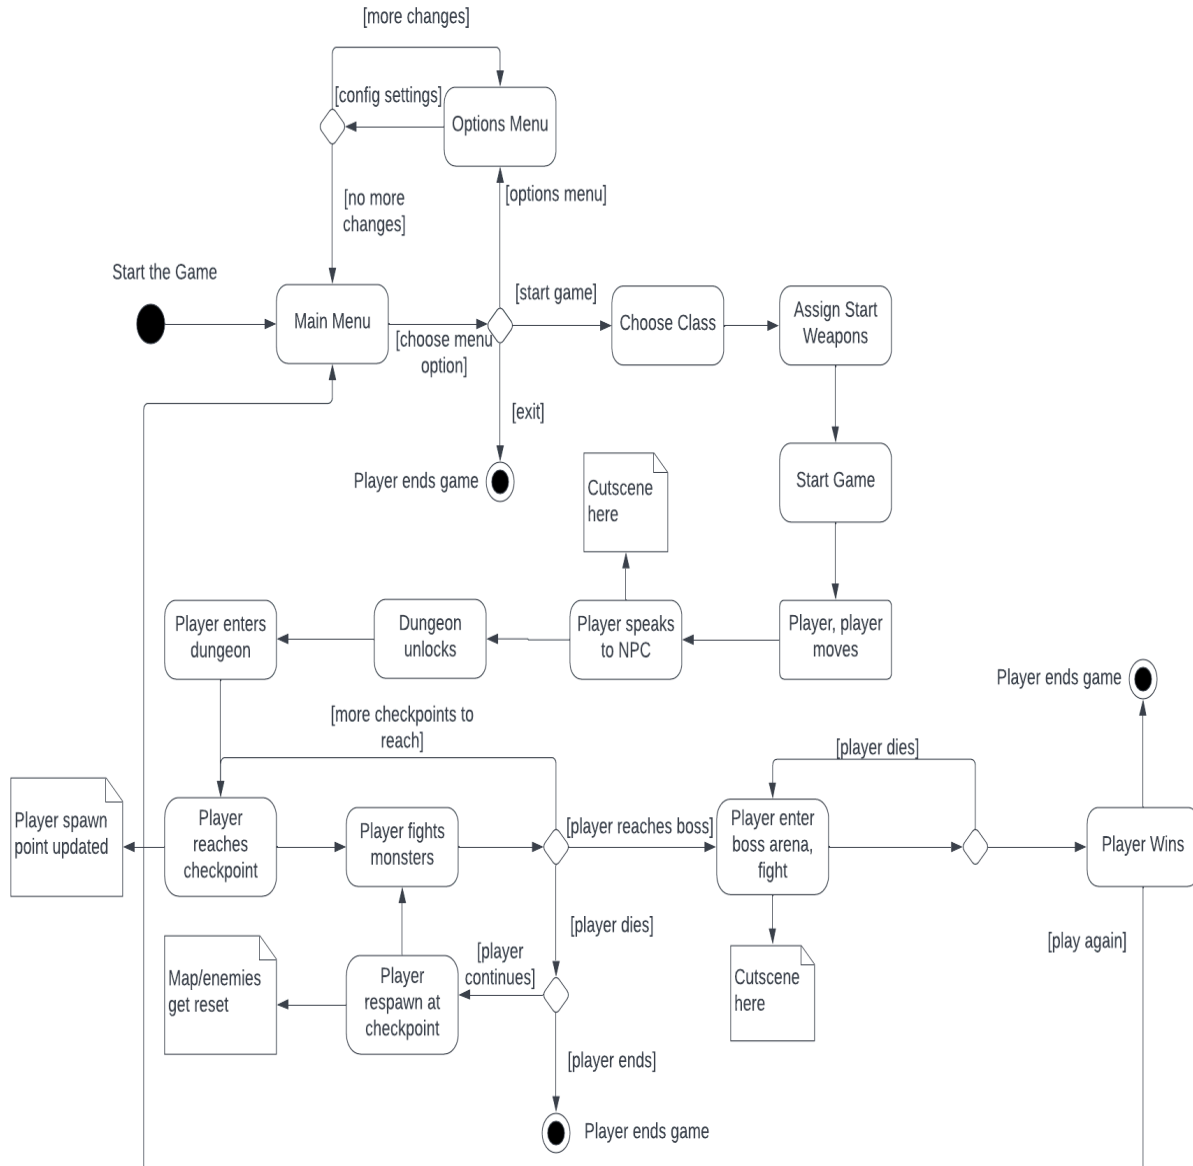 [more changes]
[config settings]
Options Menu
[no more
changes]
[options menu]
Start the Game
Main Menu
[choose menu
option]
[start game]
Choose Class
Assign Start
Weapons
[exit]
Player ends game
Cutscene
here
Start Game
Player enters
dungeon
Dungeon
unlocks
Player speaks
to NPC
Player, player
moves
Player ends game
[more checkpoints to
reach]
[player dies]
Player spawn
point updated
Player
reaches
checkpoint
Player fights
monsters
[player reaches boss]
Player enter
boss arena,
fight
Player Wins
[player dies]
[play again]
Map/enemies
get reset
Player
respawn at
checkpoint
[player
continues]
Cutscene
here
[player ends]
Player ends game